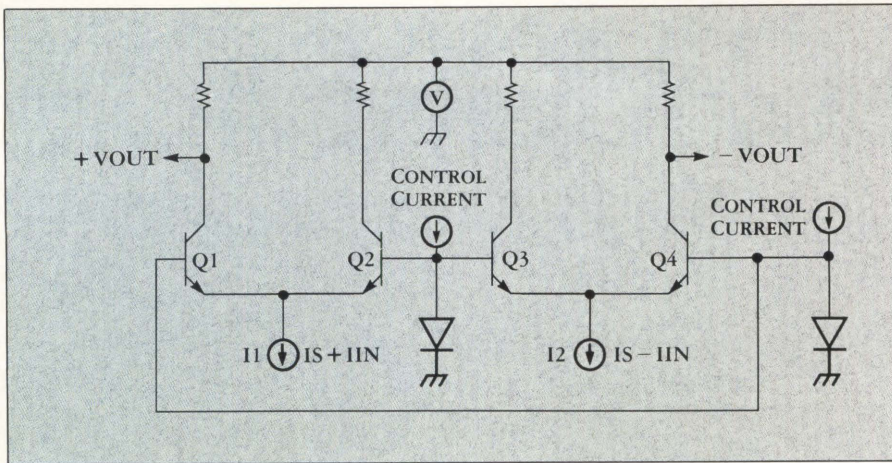 V
+ VOUT
– VOUT
CONTROL
CURRENT
CONTROL
CURRENT
Q1
Q2
Q3
Q4
I1
IS + IIN
I2
IS – IIN